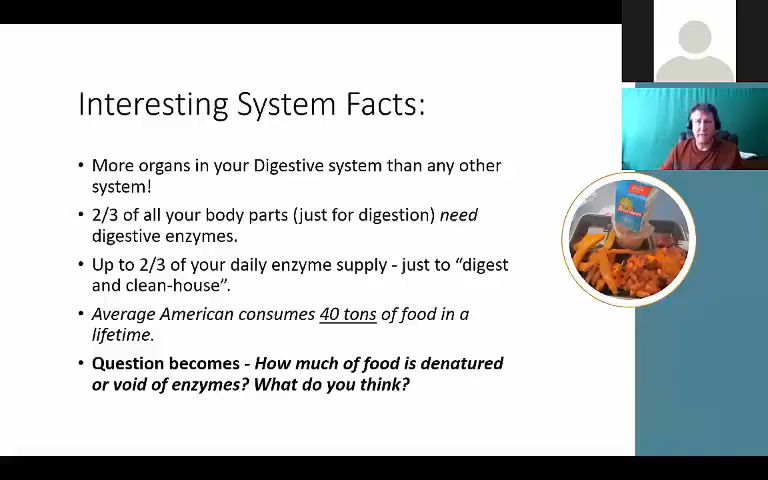 Interesting System Facts:
• More organs in your Digestive system than any other
system!
• 2/3 of all your body parts (just for digestion) need
digestive enzymes.
• Up to 2/3 of your daily enzyme supply - just to “digest
and clean-house”.
• Average American consumes 40 tons of food in a
lifetime.
• Question becomes - How much of food is denatured
or void of enzymes? What do you think?